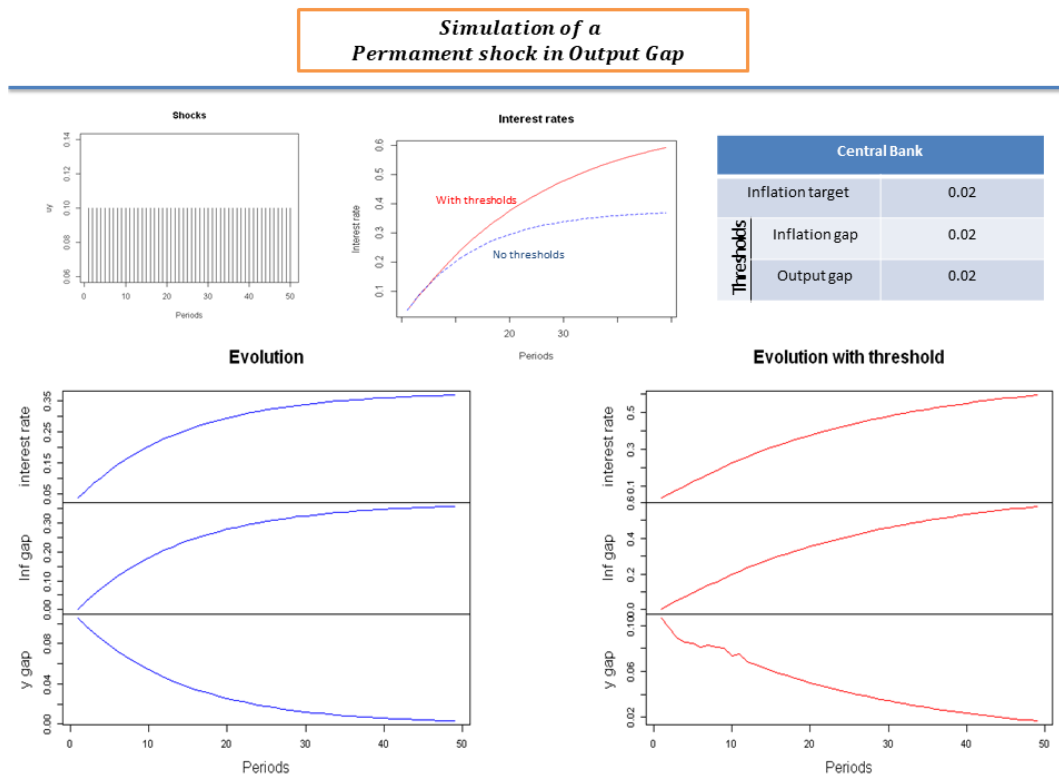 Simulation of a
Permament shock in Output Gap
Shocks
uy
0.14
0.12
0.10
0.08
0.06
0 10 20 30 40 50
Periods
Interest rates
Interest rate
0.6
0.5
0.4
0.3
0.2
0.1
With thresholds
No thresholds
20 30
Periods
Central Bank
Inflation target 0.02
Thresholds
Inflation gap 0.02
Output gap 0.02
Evolution
interest rate
0.35
0.25
0.15
0.05
Inf gap
0.30
0.20
0.10
0.00
y gap
0.08
0.04
0.00
0 10 20 30 40 50
Periods
Evolution with threshold
interest rate
0.5
0.3
0.1
Inf gap
0.6
0.4
0.2
0.0
y gap
0.10
0.06
0.02
0 10 20 30 40 50
Periods